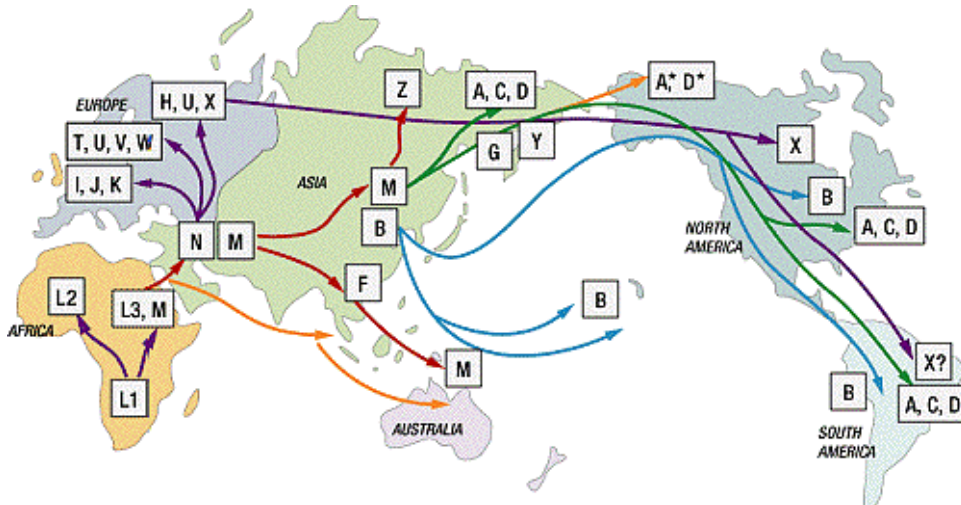 EUROPE
H, U, X
T, U, V, W
I, J, K
N
M
ASIA
Z
A, C, D
A,* D*
G
Y
M
B
F
M
AUSTRALIA
L2
AFRICA
L3, M
L1
B
X
B
NORTH
AMERICA
A, C, D
X?
B
A, C, D
SOUTH
AMERICA